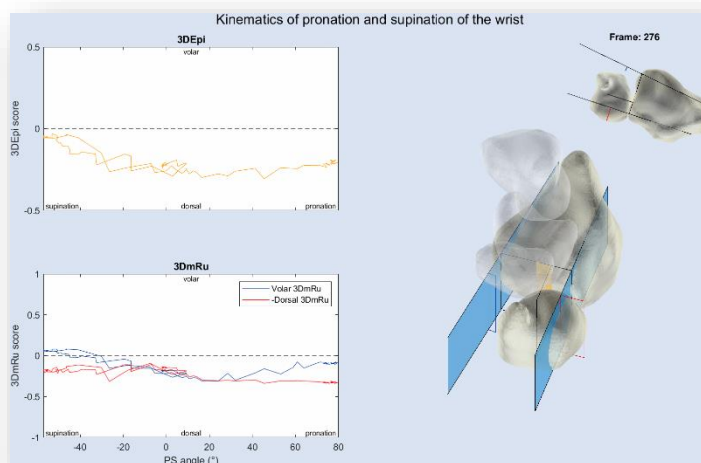 Kinematics of pronation and supination of the wrist
3DEpi
Frame: 276
0.5
volar
3DEpi score
0
-0.5
supination
dorsal
pronation
3DmRu
1
volar
Volar 3DmRu
-Dorsal 3DmRu
0.5
3DmRu score
0
-0.5
-1
supination
dorsal
pronation
-40
-20
0
20
40
60
80
PS angle (°)